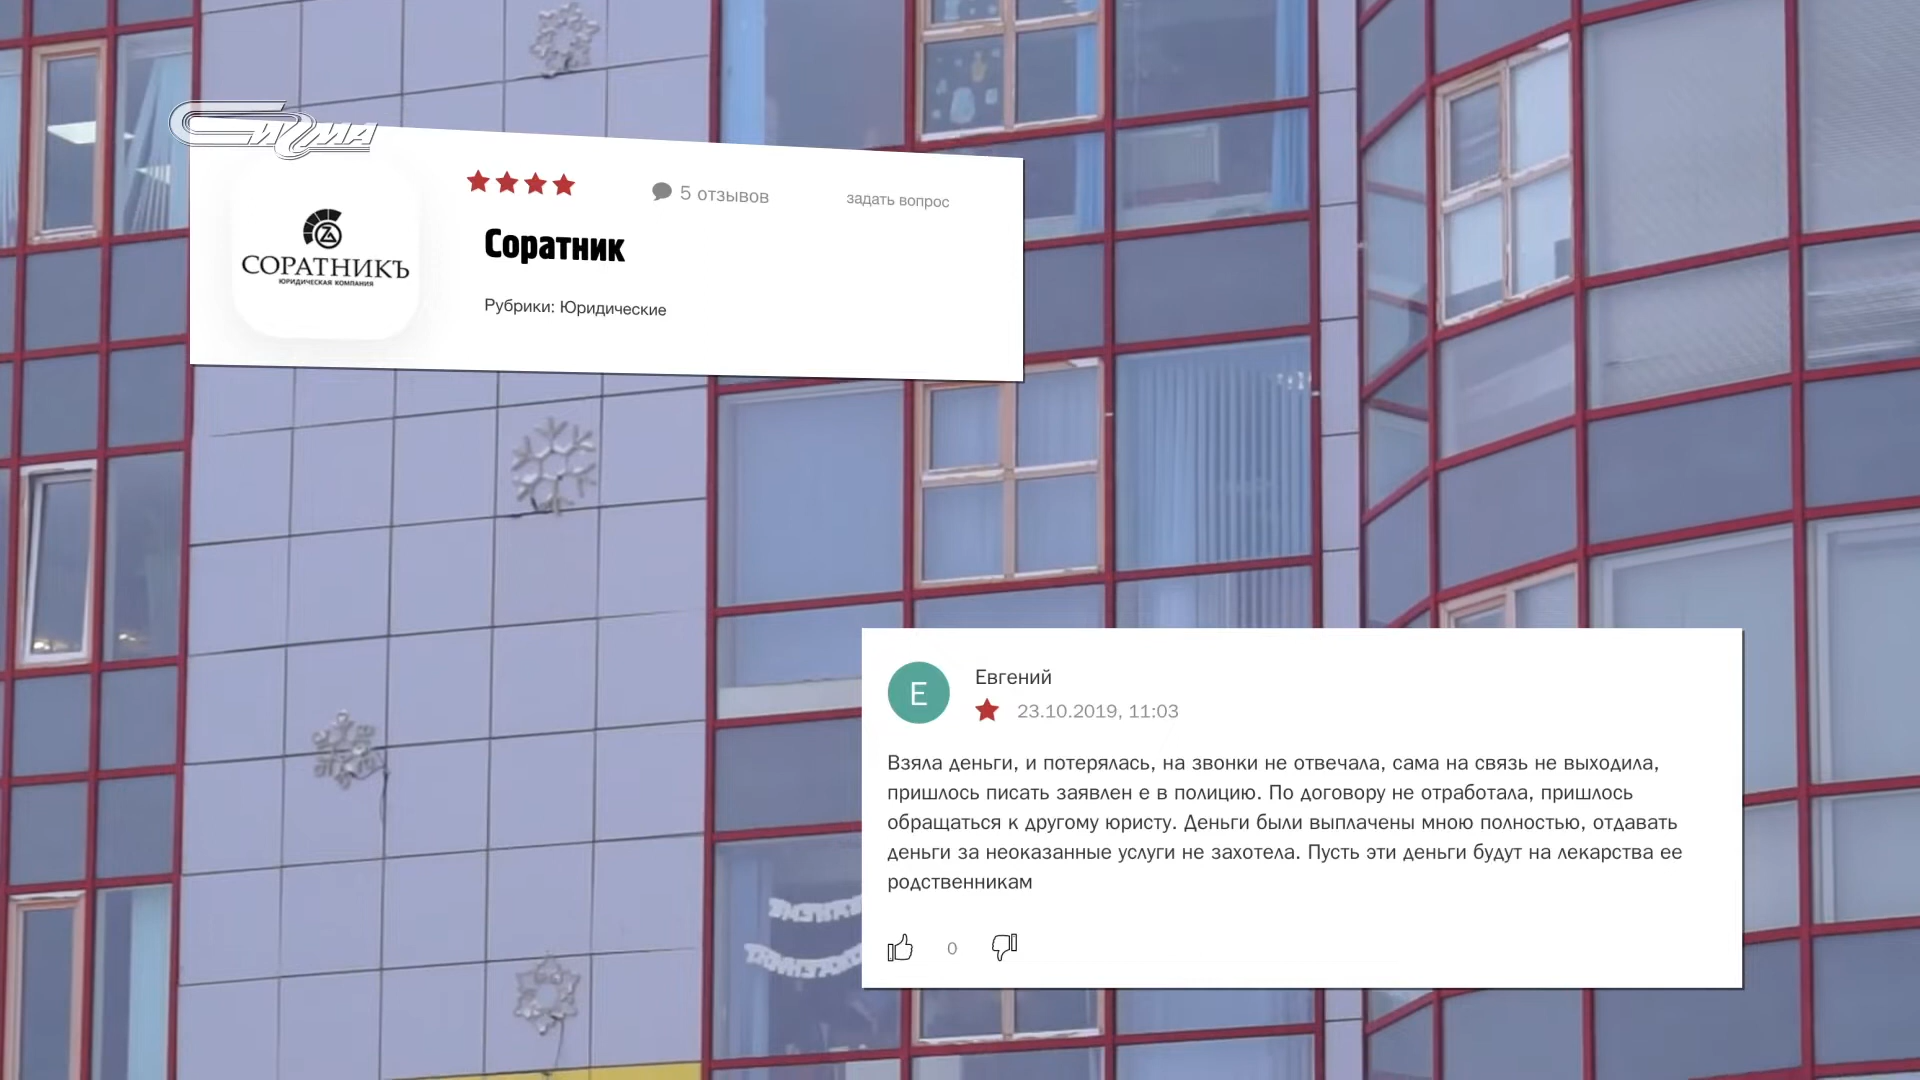 СИГМА
5 отзывов
задать вопрос
Соратник
СОРАТНИКЪ
ЮРИДИЧЕСКАЯ КОМПАНИЯ
Рубрики: Юридические
Е
Евгений
23.10.2019, 11:03
Взяла деньги, и потерялась, на звонки не отвечала, сама на связь не выходила,
пришлось писать заявлен е в полицию. По договору не отработала, пришлось
обращаться к другому юристу. Деньги были выплачены мною полностью, отдавать
деньги за неоказанные услуги не захотела. Пусть эти деньги будут на лекарства ее
родственникам
0